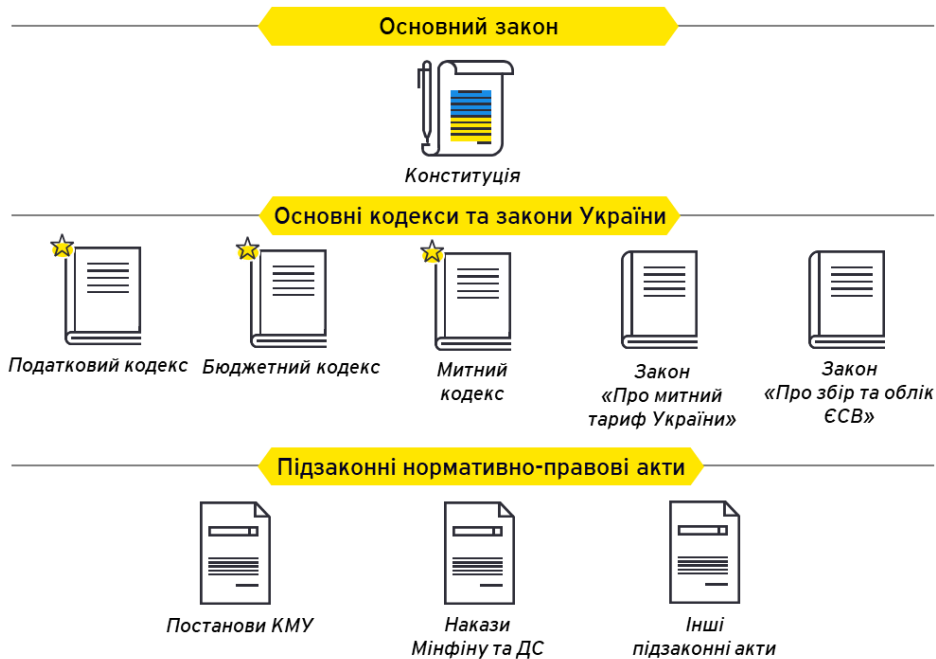 Основний закон
Конституція
Основні кодекси та закони України
Податковий кодекс
Бюджетний кодекс
Митний
кодекс
Закон
«Про митний
тариф України»
Закон
«Про збір та облік
ЄСВ»
Підзаконні нормативно-правові акти
Постанови КМУ
Накази
Мінфіну та ДС
Інші
підзаконні акти